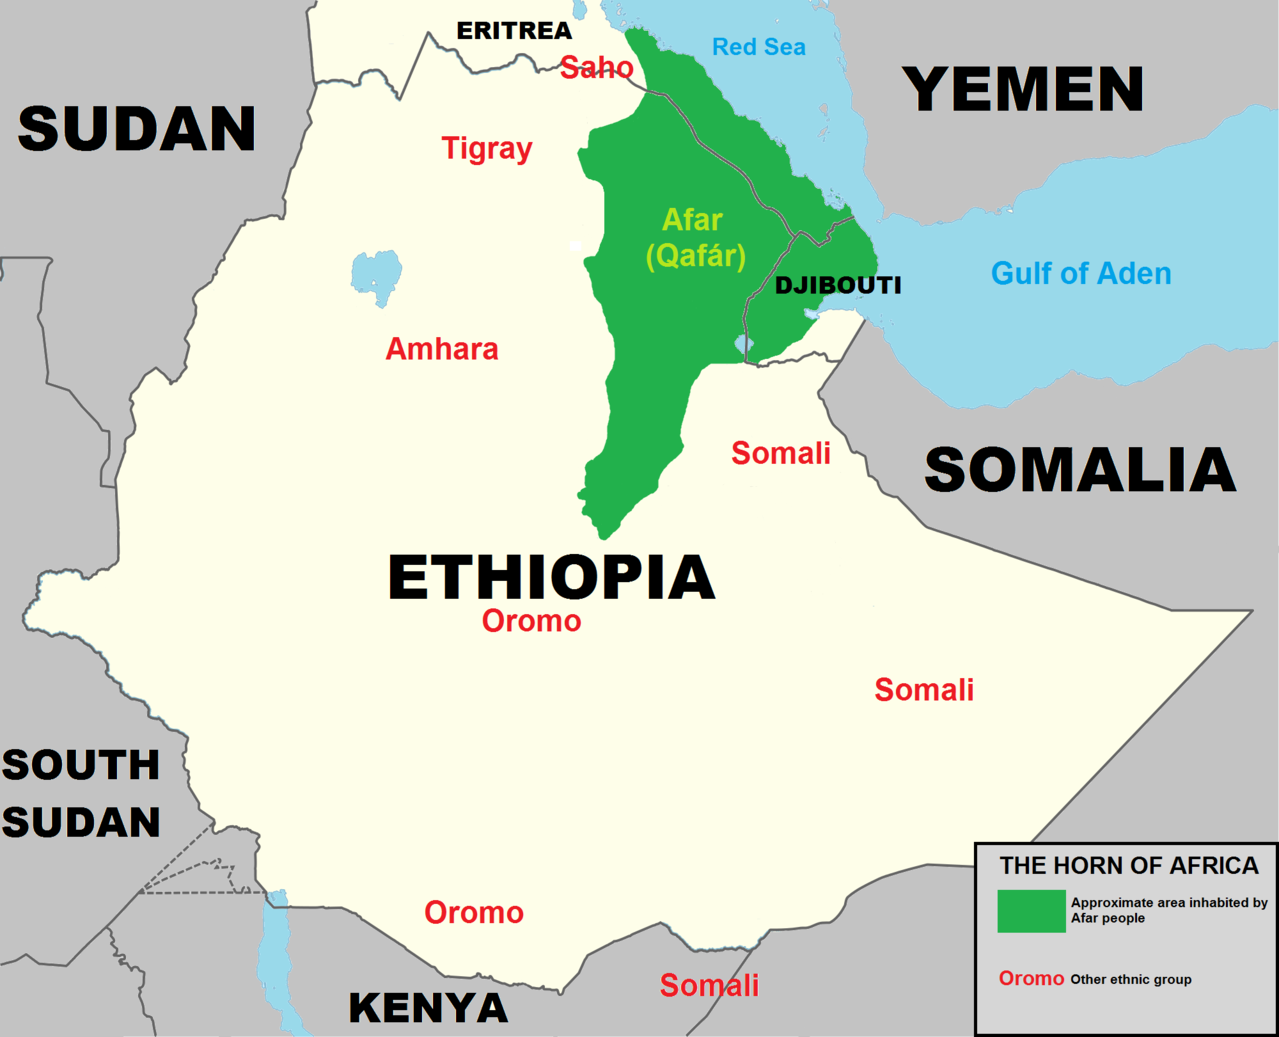 ERITREA
Red Sea
Saho
YEMEN
SUDAN
Tigray
Afar
(Qafár)
Gulf of Aden
DJIBOUTI
Amhara
Somali
SOMALIA
ETHIOPIA
Oromo
Somali
SOUTH
SUDAN
Oromo
Somali
KENYA
THE HORN OF AFRICA
Approximate area inhabited by
Afar people
Oromo Other ethnic group